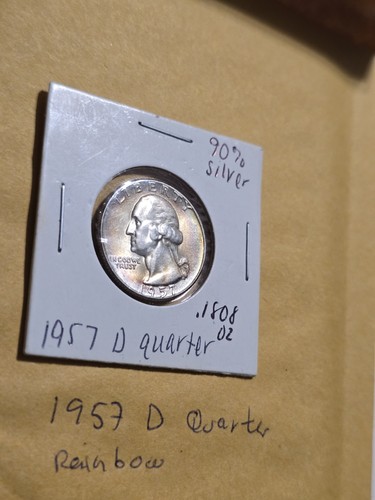 90%
silver
LIBERTY
IN GOD WE
TRUST
1957
.1808
oz
1957 D quarter
1957 D Quarter
Rainbow